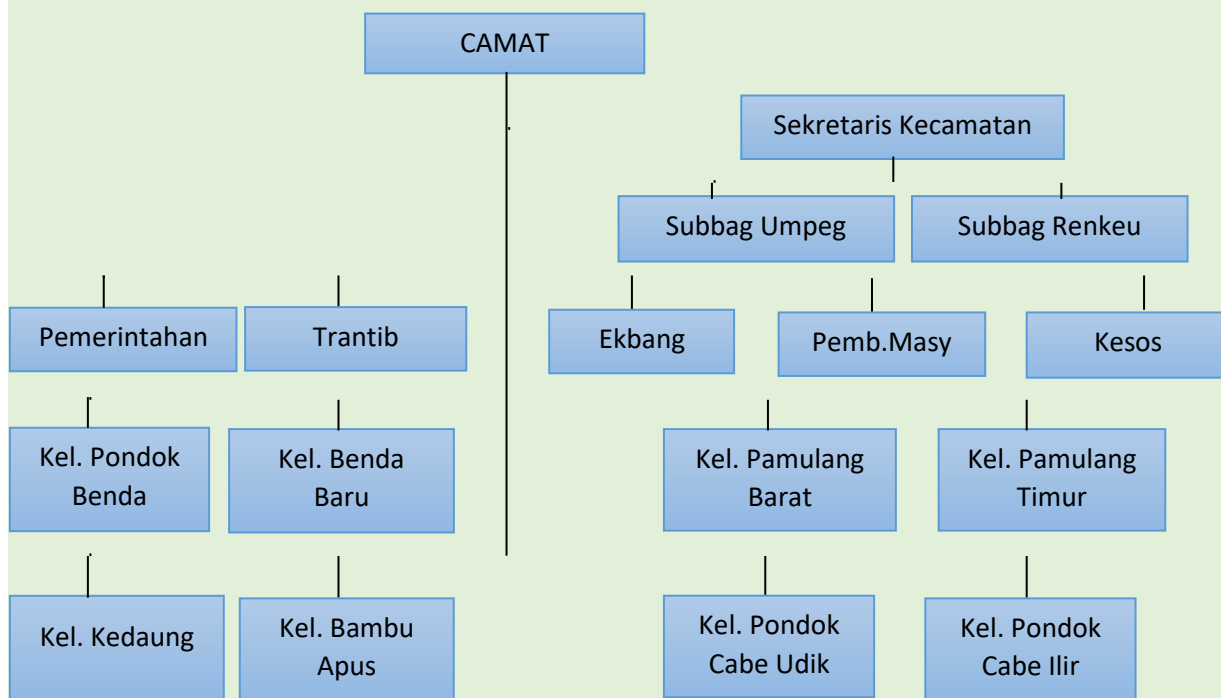 CAMAT
Sekretaris Kecamatan
Subbag Umpeg
Subbag Renkeu
Pemerintahan
Trantib
Ekbang
Pemb.Masy
Kesos
Kel. Pondok
Benda
Kel. Benda
Baru
Kel. Pamulang
Barat
Kel. Pamulang
Timur
Kel. Kedaung
Kel. Bambu
Apus
Kel. Pondok
Cabe Udik
Kel. Pondok
Cabe Ilir